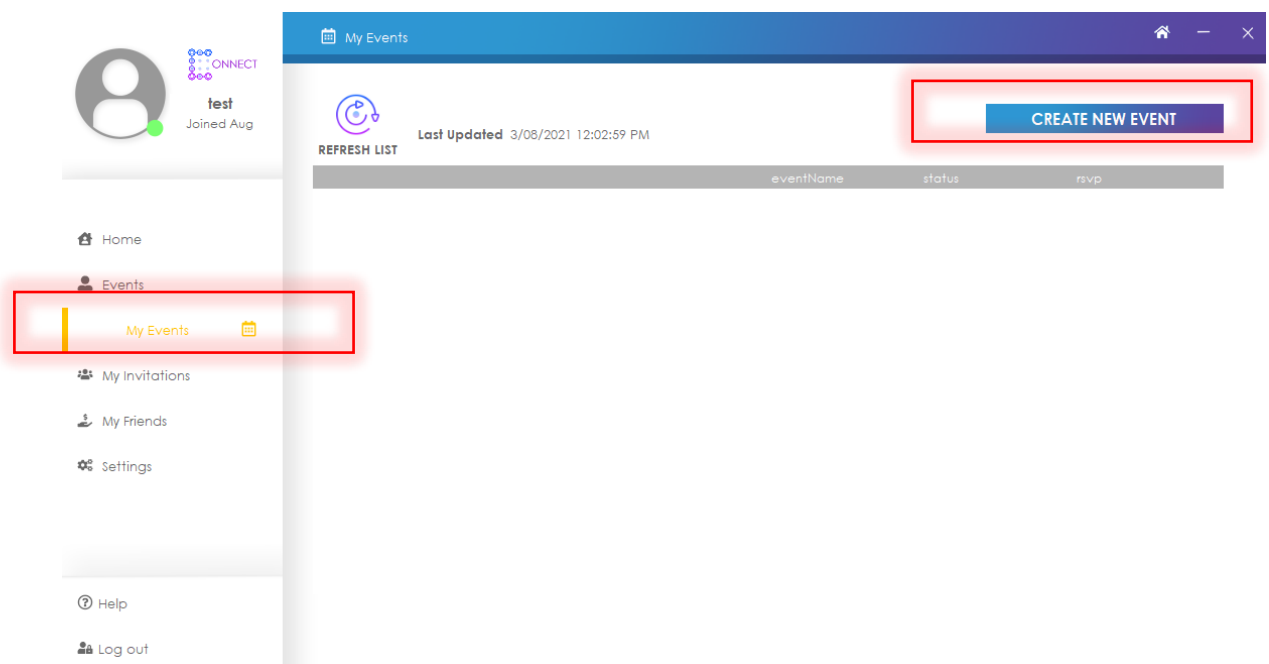 ONNECT
test
Joined Aug
Home
Events
My Events
My Invitations
My Friends
Settings
Help
Log out
My Events
REFRESH LIST
Last Updated 3/08/2021 12:02:59 PM
CREATE NEW EVENT
eventName status rsvp